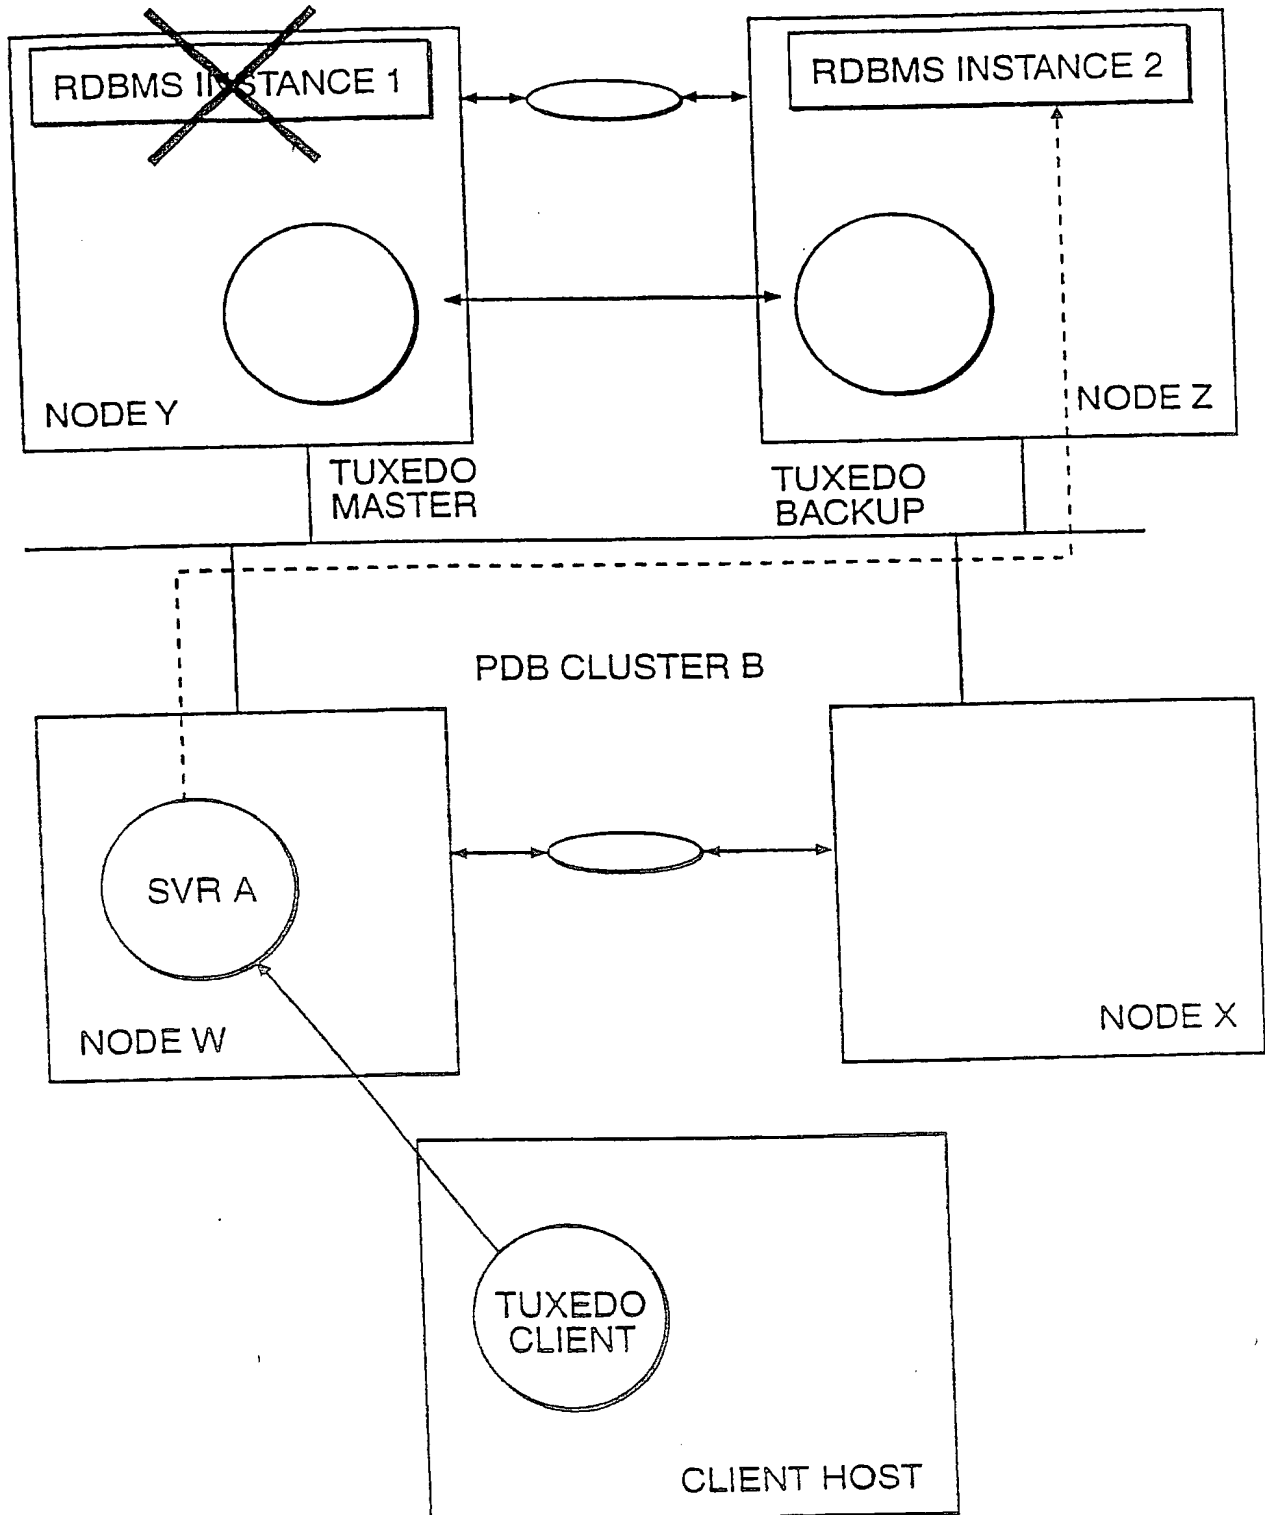 RDBMS INSTANCE 1
RDBMS INSTANCE 2
NODE Y
NODE Z
TUXEDO
MASTER
TUXEDO
BACKUP
PDB CLUSTER B
SVR A
NODE W
NODE X
TUXEDO
CLIENT
CLIENT HOST